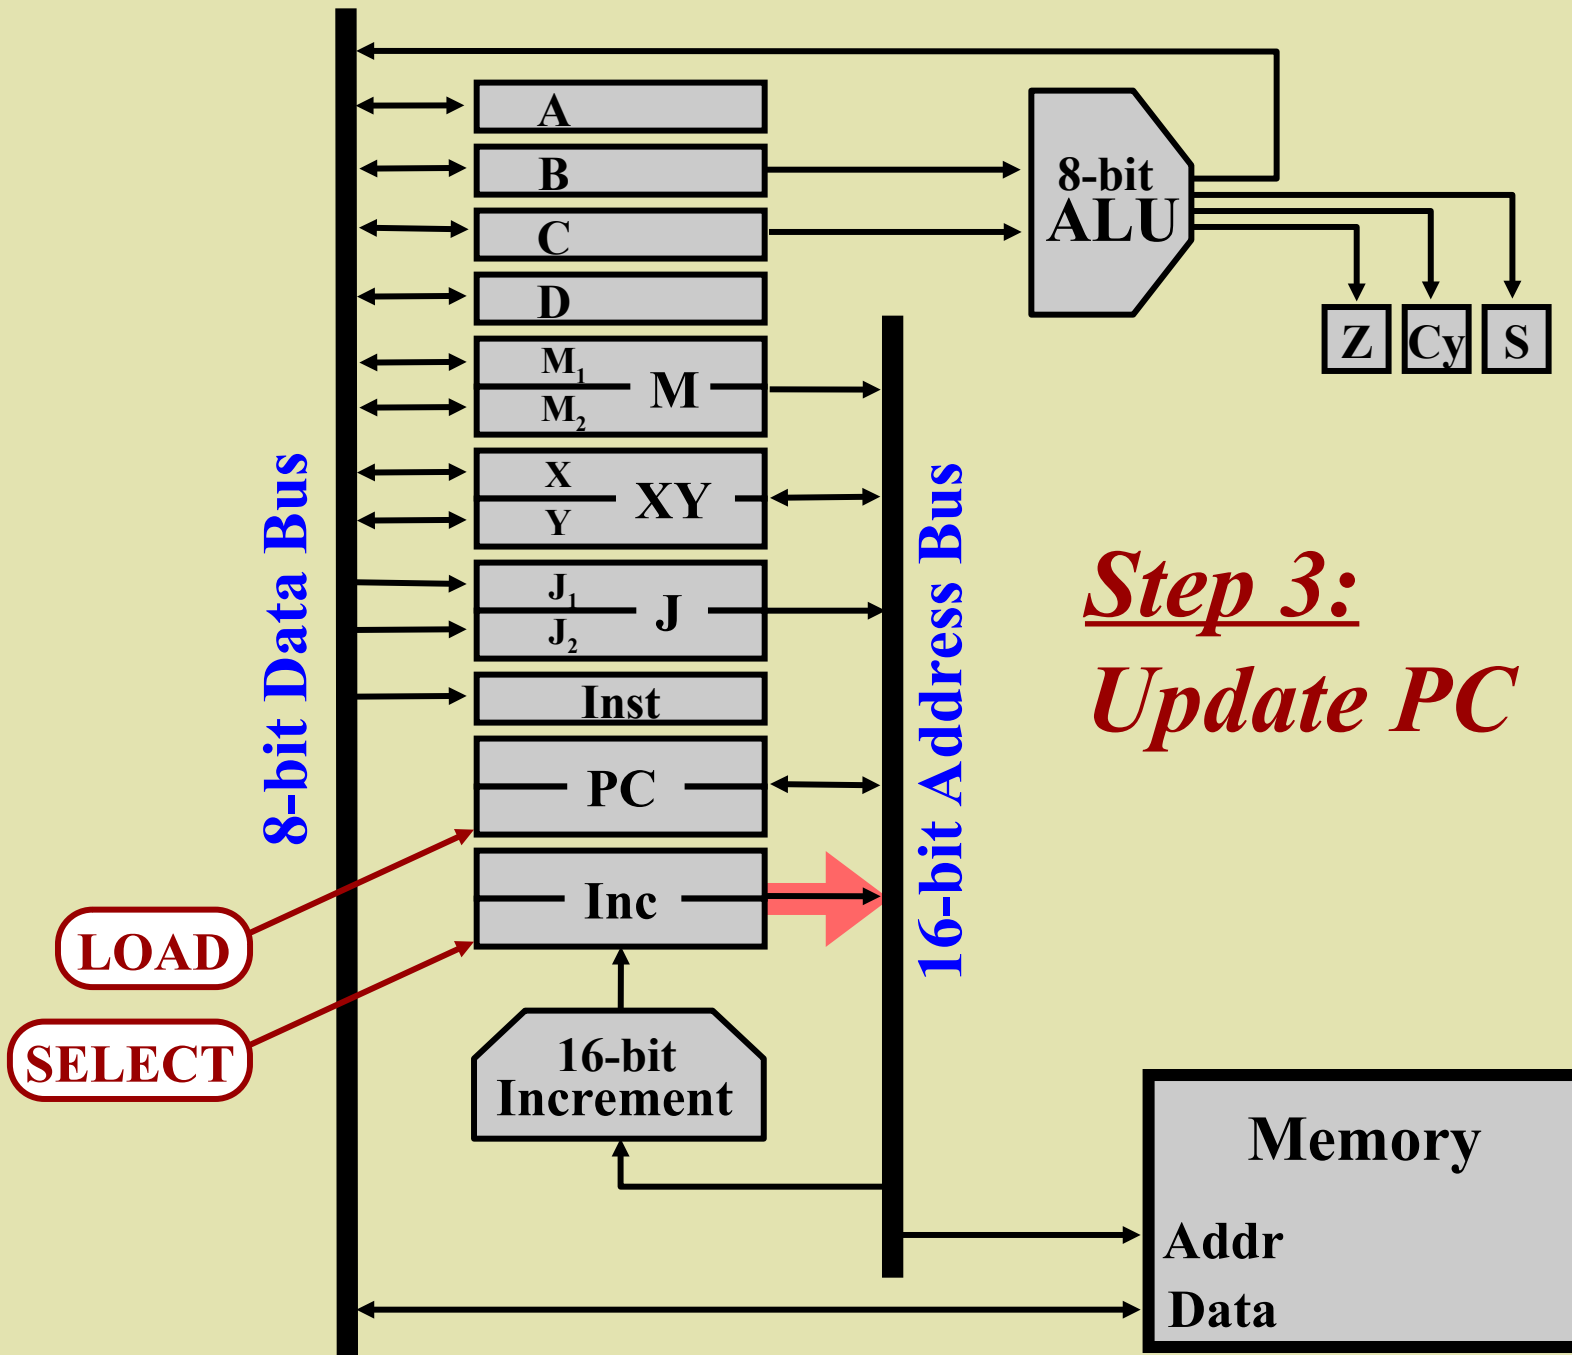 A
B
C
D
M₁
M₂
M
X
Y
XY
J₁
J₂
J
Inst
PC
Inc
16-bit
Increment
8-bit
ALU
Z
Cy
S
8-bit Data Bus
16-bit Address Bus
Step 3:
Update PC
LOAD
SELECT
Memory
Addr
Data